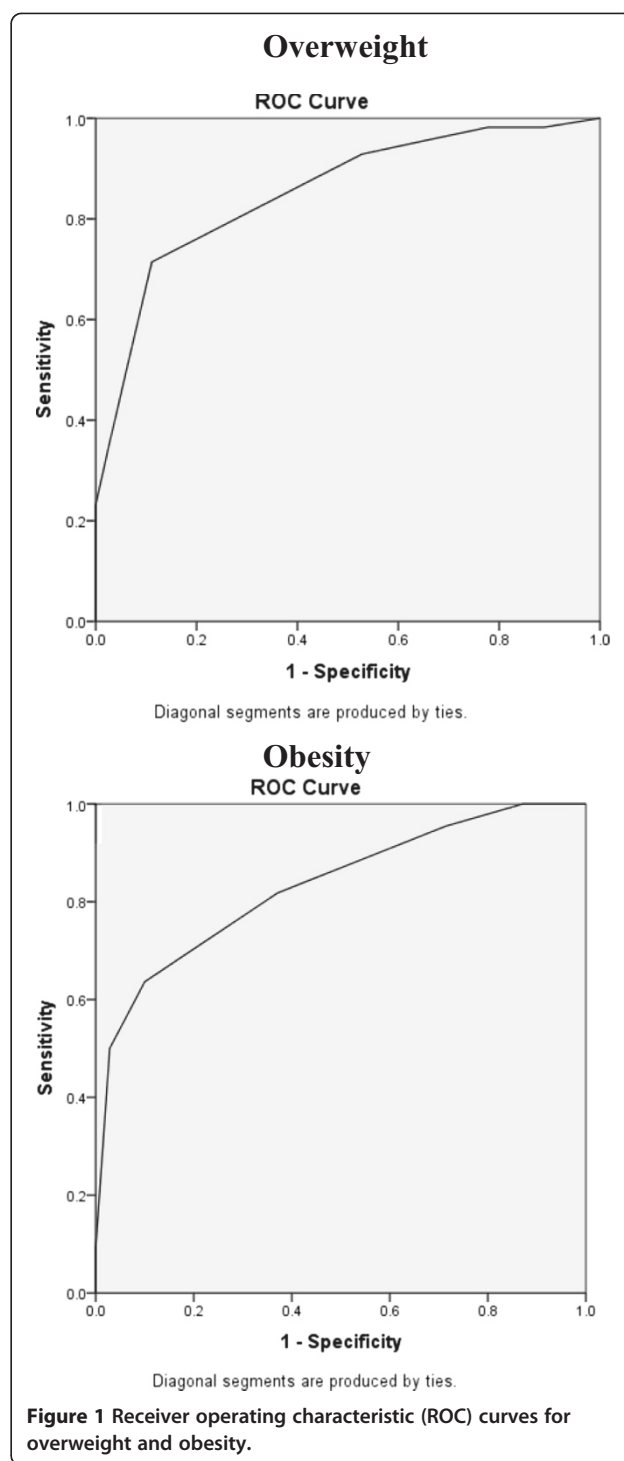 Overweight
ROC Curve
1.0
0.8
0.6
0.4
0.2
0.0
Sensitivity
0.0 0.2 0.4 0.6 0.8 1.0
1 - Specificity
Diagonal segments are produced by ties.
Obesity
ROC Curve
1.0
0.8
0.6
0.4
0.2
0.0
Sensitivity
0.0 0.2 0.4 0.6 0.8 1.0
1 - Specificity
Diagonal segments are produced by ties.
Figure 1 Receiver operating characteristic (ROC) curves for
overweight and obesity.